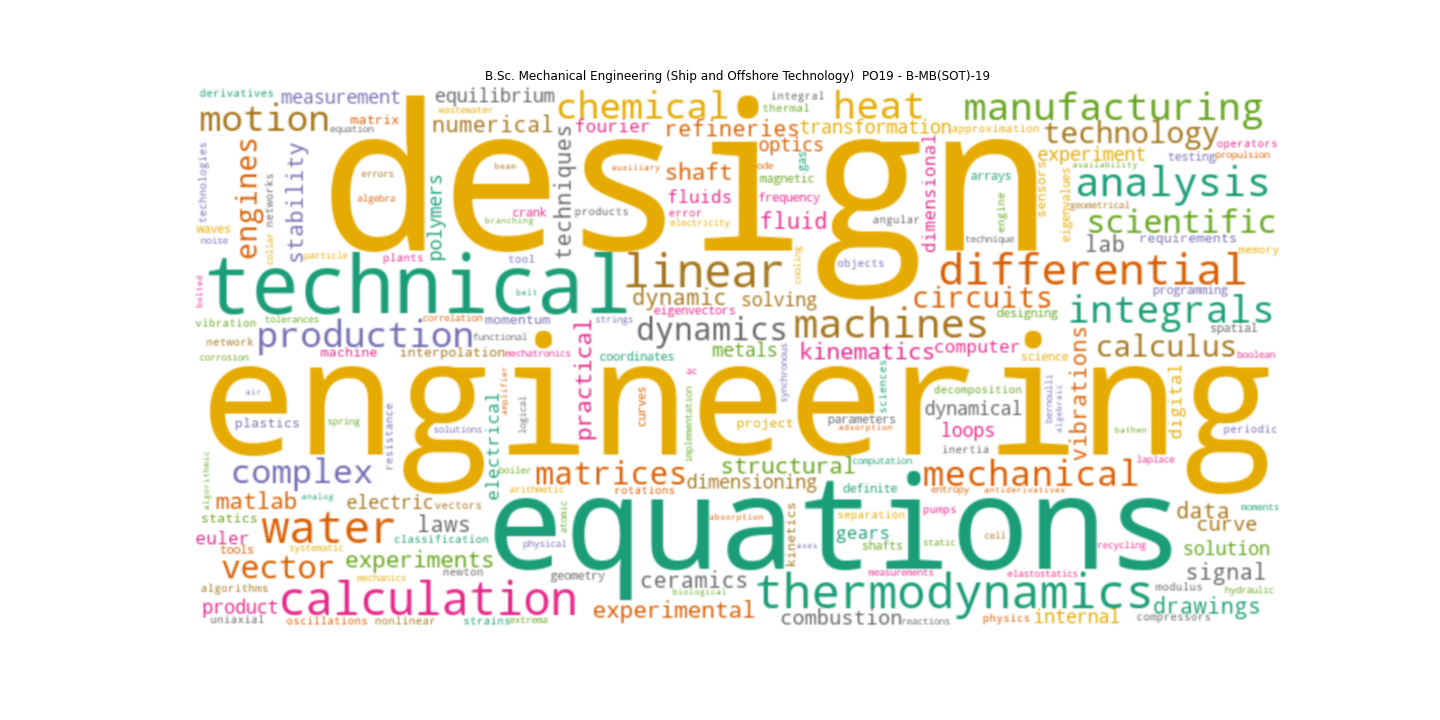 B.Sc. Mechanical Engineering (Ship and Offshore Technology)  PO19 - B-MB(SOT)-19
derivatives
measurement
equilibrium
wastewater
chemical
integral
thermal
heat
manufacturing
motion
matrix
equation
numerical
fourier
refineries
transformation
approximation
technology
operators
technologies
engines
networks
stability
errors
algebra
design
beam
techniques
auxiliary
shaft
optics
ode
gas
magnetic
dimensional
arrays
sensors
experiment
testing
propulsion
availability
eigenvalues
analysis
geometrical
scientific
polymers
crank
branching
products
fluids
error
electricity
frequency
fluid
angular
engine
technique
lab
requirements
memory
waves
noise
collar
particle
plants
tool
cooling
objects
bolted
technical
belt
linear
differential
dynamic
solving
circuits
designing
programming
integrals
eigenvectors
strings
vibration
tolerances
correlation
momentum
spatial
network
production
functional
dynamics
machines
calculus
boolean
corrosion
machine
interpolation
mechatronics
practical
coordinates
metals
kinematics
computer
science
vibrations
engineering
air
ac
synchronous
sciences
decomposition
bernoulli
algebraic
digital
plastics
spring
resistance
solutions
amplifier
logical
curves
implementation
project
parameters
adsorption
dynamical
loops
inertia
bathen
periodic
algorithmic
complex
electrical
boiler
matrices
structural
computation
dimensioning
mechanical
laplace
matlab
analog
electric
vectors
arithmetic
rotations
definite
entropy
antiderivatives
data
moments
statics
water
laws
equations
atomic
absorption
kinetics
separation
pumps
curve
euler
classification
physical
axes
gears
shafts
static
cell
recycling
solution
tools
systematic
vector
experiments
mechanics
newton
geometry
ceramics
biological
measurements
thermodynamics
elastostatics
signal
modulus
hydraulic
algorithms
product
calculation
experimental
combustion
reactions
physics
internal
compressors
drawings
uniaxial
oscillations
nonlinear
strains
extrema